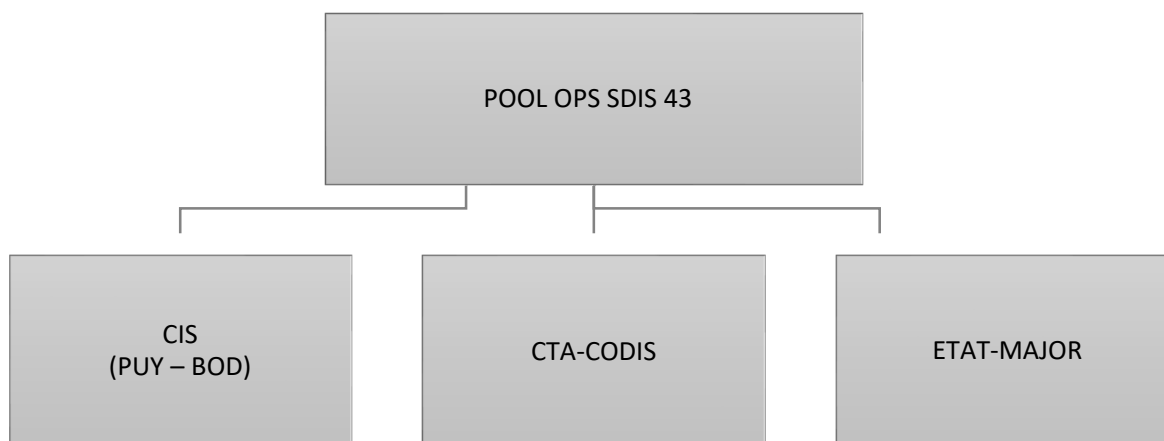 POOL OPS SDIS 43
CIS
(PUY – BOD)
CTA-CODIS
ETAT-MAJOR